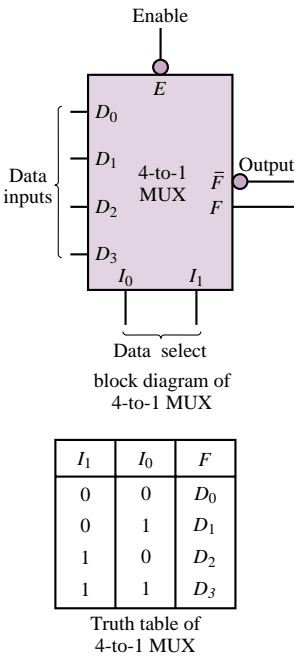 Enable
E
D₀
D₁
Data inputs
4-to-1
MUX
F̅
Output
F
D₂
D₃
I₀ I₁
Data select
block diagram of
4-to-1 MUX
I₁ I₀ F
0 0 D₀
0 1 D₁
1 0 D₂
1 1 D₃
Truth table of
4-to-1 MUX